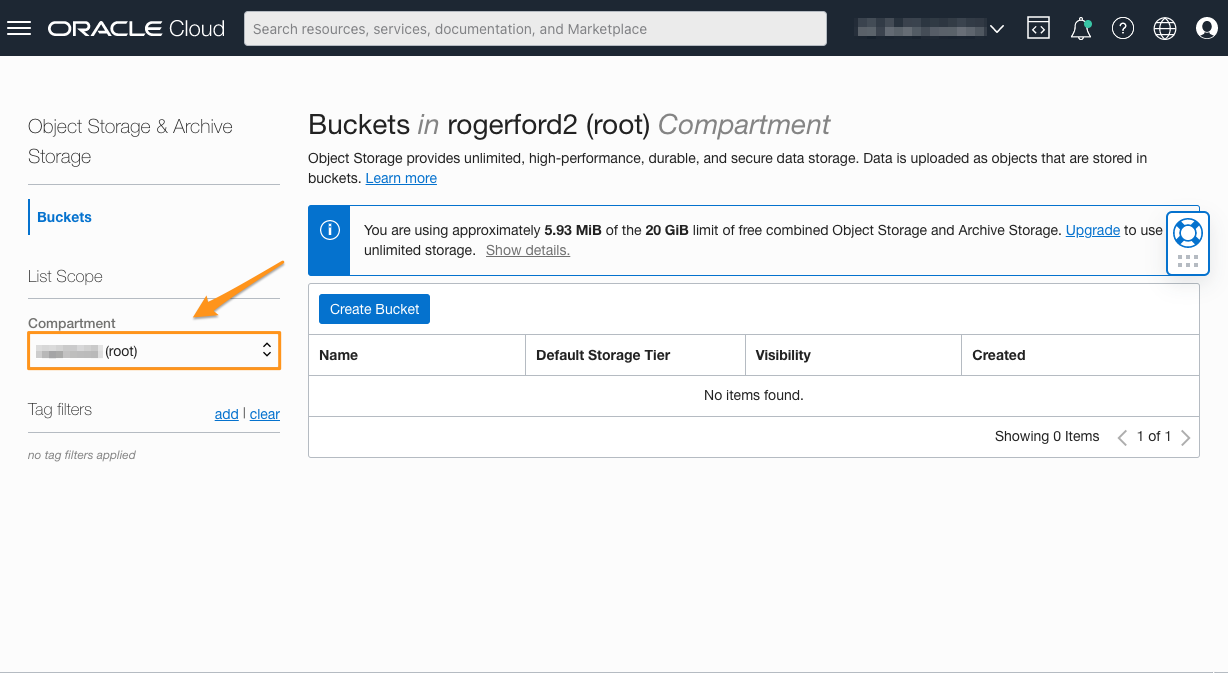 ORACLE Cloud
Search resources, services, documentation, and Marketplace
Object Storage & Archive
Storage
Buckets
List Scope
Compartment
(root)
Tag filters
add | clear
no tag filters applied
Buckets in rogerford2 (root) Compartment
Object Storage provides unlimited, high-performance, durable, and secure data storage. Data is uploaded as objects that are stored in
buckets. Learn more
You are using approximately 5.93 MiB of the 20 GiB limit of free combined Object Storage and Archive Storage. Upgrade to use
unlimited storage. Show details.
Create Bucket
Name Default Storage Tier Visibility Created
No items found.
Showing 0 Items 1 of 1